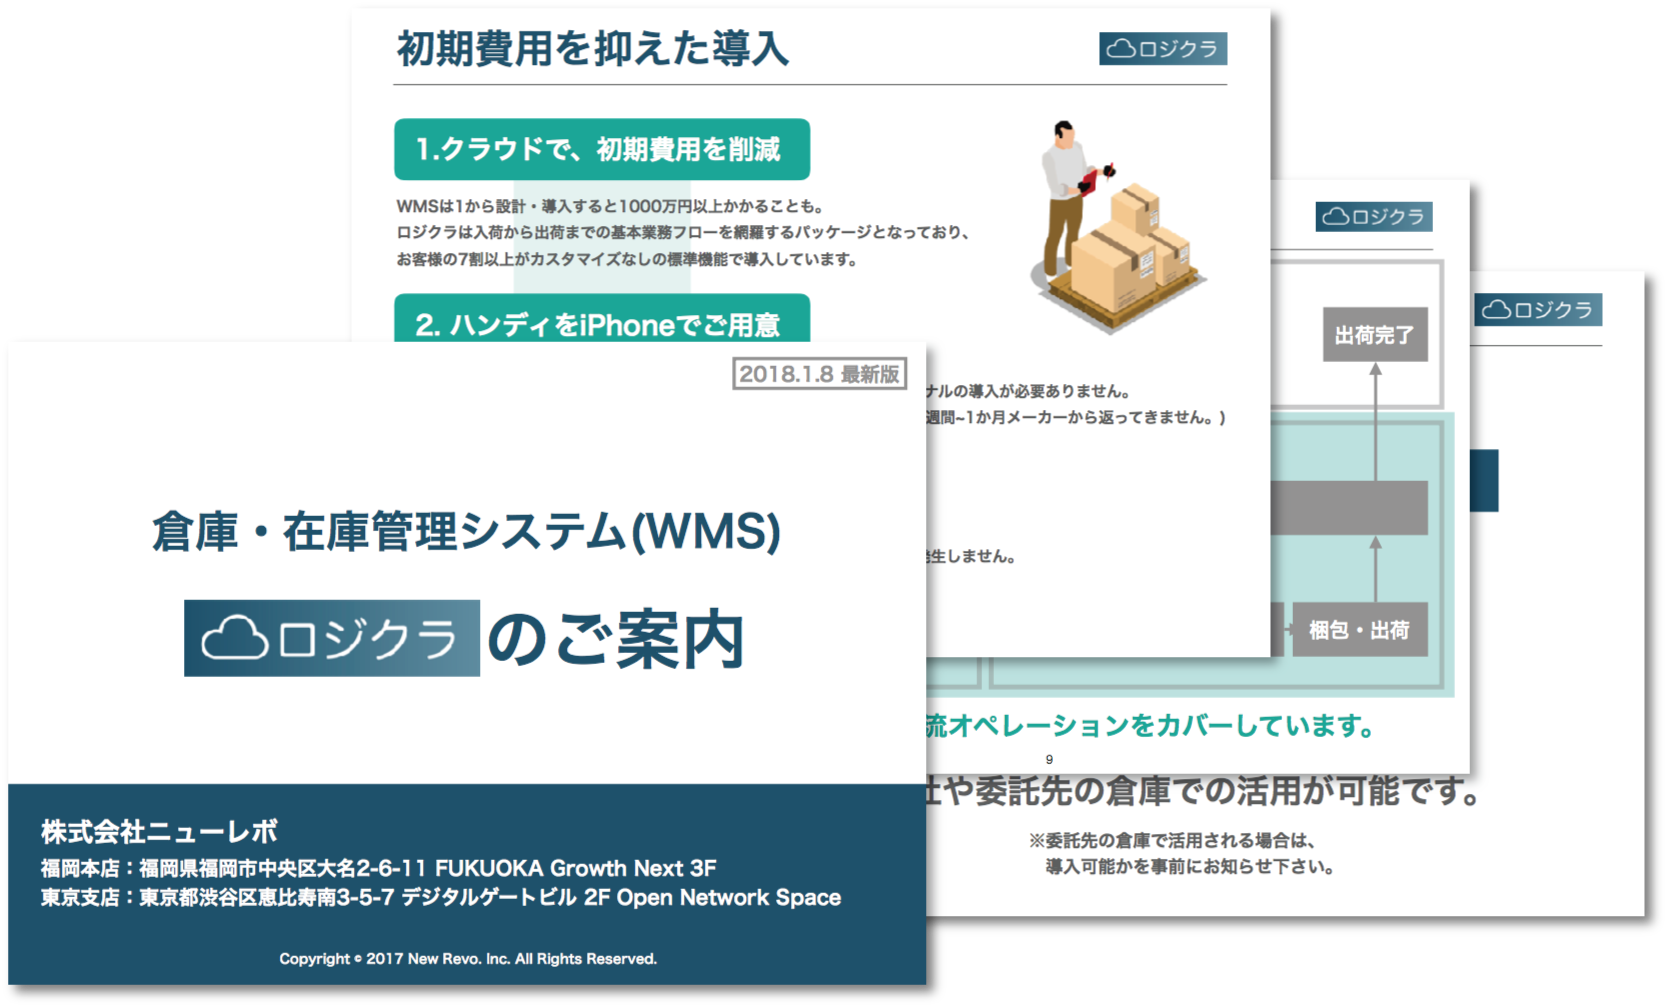 初期費用を抑えた導入
ロジクラ
1.クラウドで、初期費用を削減
WMSは1から設計・導入すると1000万円以上かかることも。
ロジクラは入荷から出荷までの基本業務フローを網羅するパッケージとなっており、
お客様の7割以上がカスタマイズなしの標準機能で導入しています。
2. ハンディをiPhoneでご用意
ナルの導入が必要ありません。
週間~1か月メーカーから返ってきません。)
生しません。
ロジクラ
出荷完了
梱包・出荷
流オペレーションをカバーしています。
9
ロジクラ
や委託先の倉庫での活用が可能です。
※委託先の倉庫で活用される場合は、
導入可能かを事前にお知らせ下さい。
2018.1.8 最新版
倉庫・在庫管理システム(WMS)
ロジクラのご案内
株式会社ニューレボ
福岡本店：福岡県福岡市中央区大名2-6-11 FUKUOKA Growth Next 3F
東京支店：東京都渋谷区恵比寿南3-5-7 デジタルゲートビル 2F Open Network Space
Copyright © 2017 New Revo. Inc. All Rights Reserved.